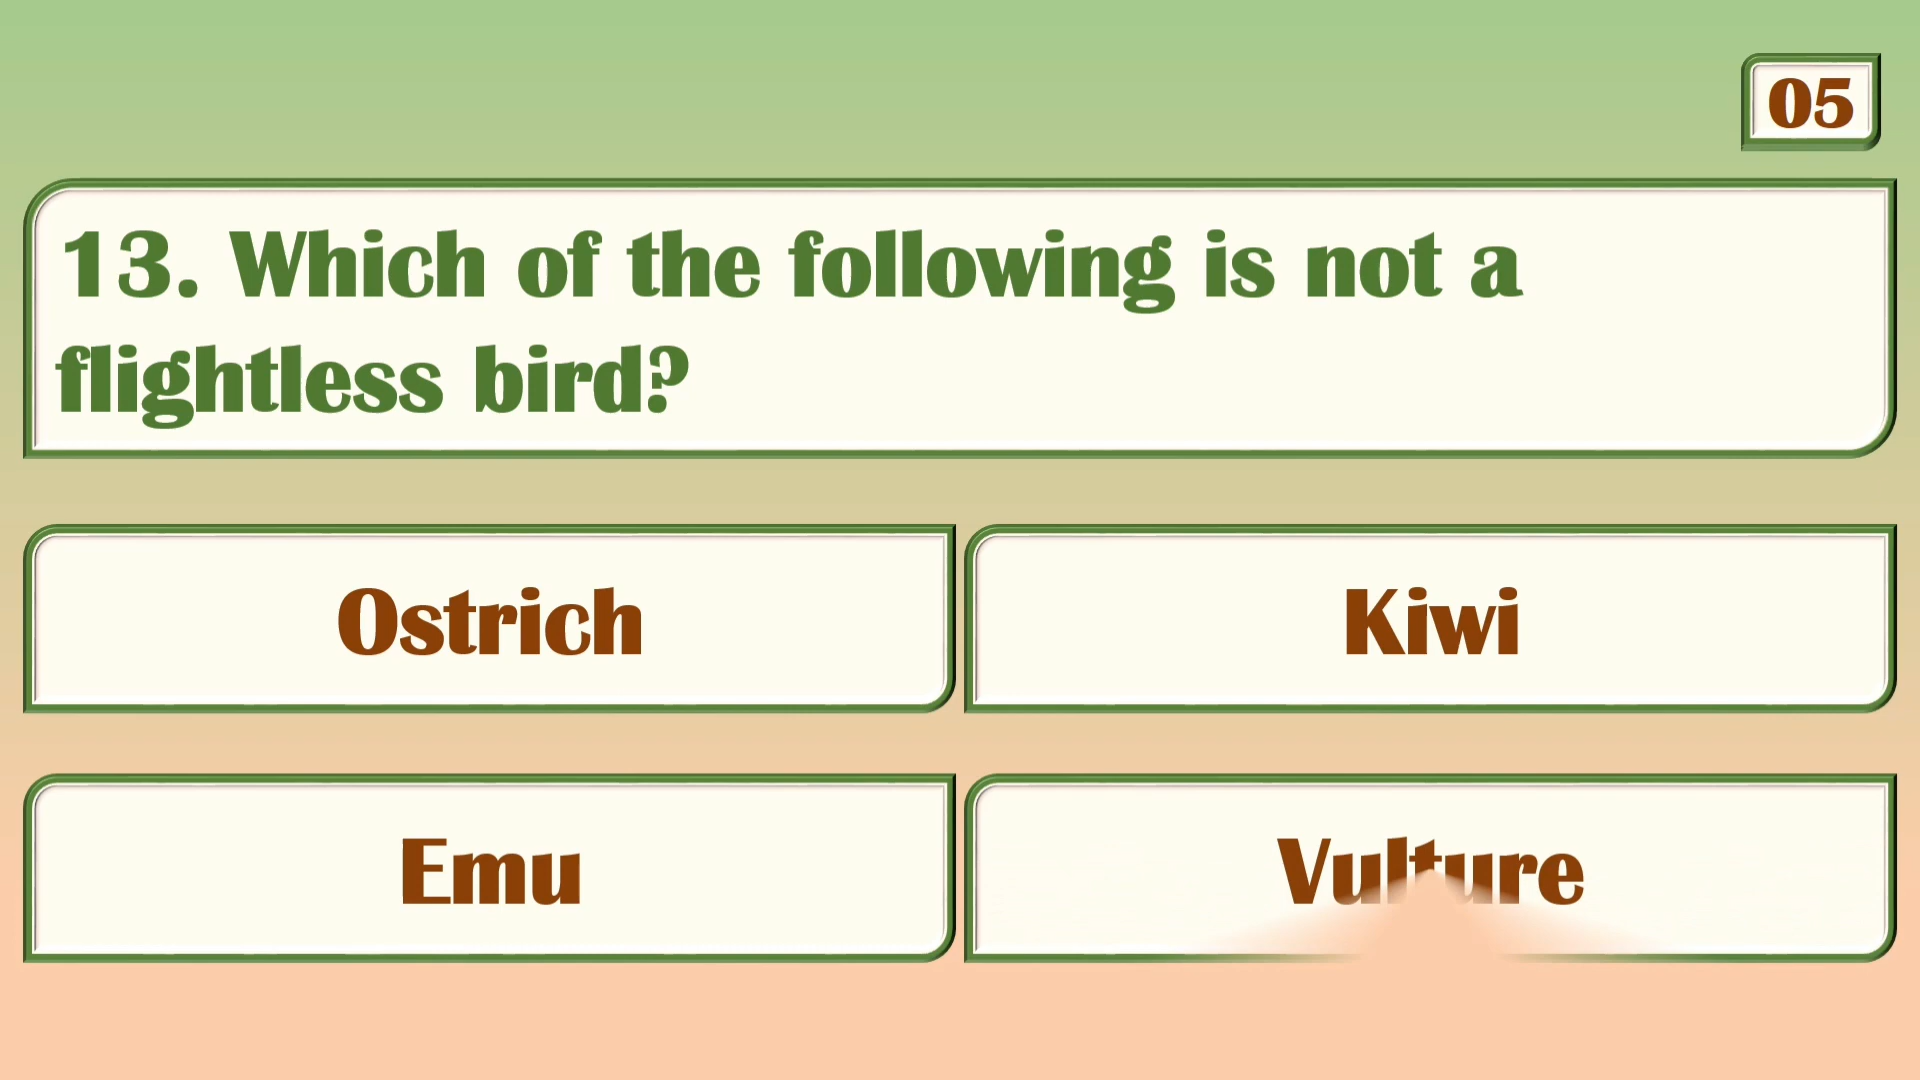 05
13. Which of the following is not a
flightless bird?
Ostrich
Kiwi
Emu
Vulture